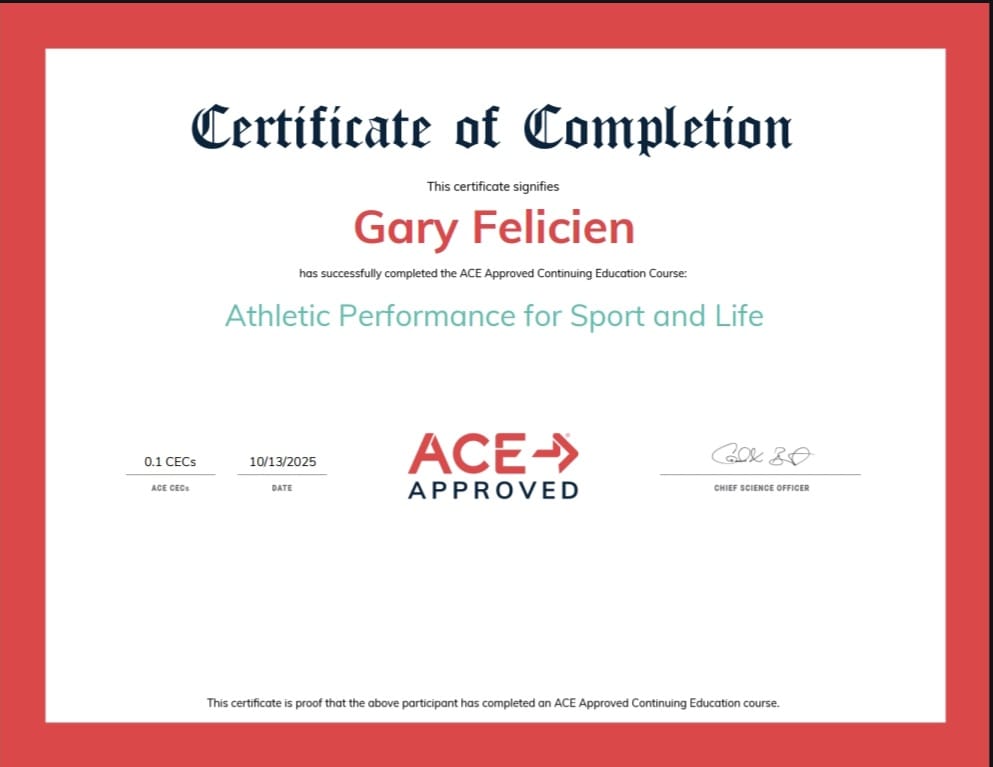 Certificate of Completion
This certificate signifies
Gary Felicien
has successfully completed the ACE Approved Continuing Education Course:
Athletic Performance for Sport and Life
0.1 CECs
ACE CECs
10/13/2025
DATE
ACE
APPROVED
CHIEF SCIENCE OFFICER
This certificate is proof that the above participant has completed an ACE Approved Continuing Education course.